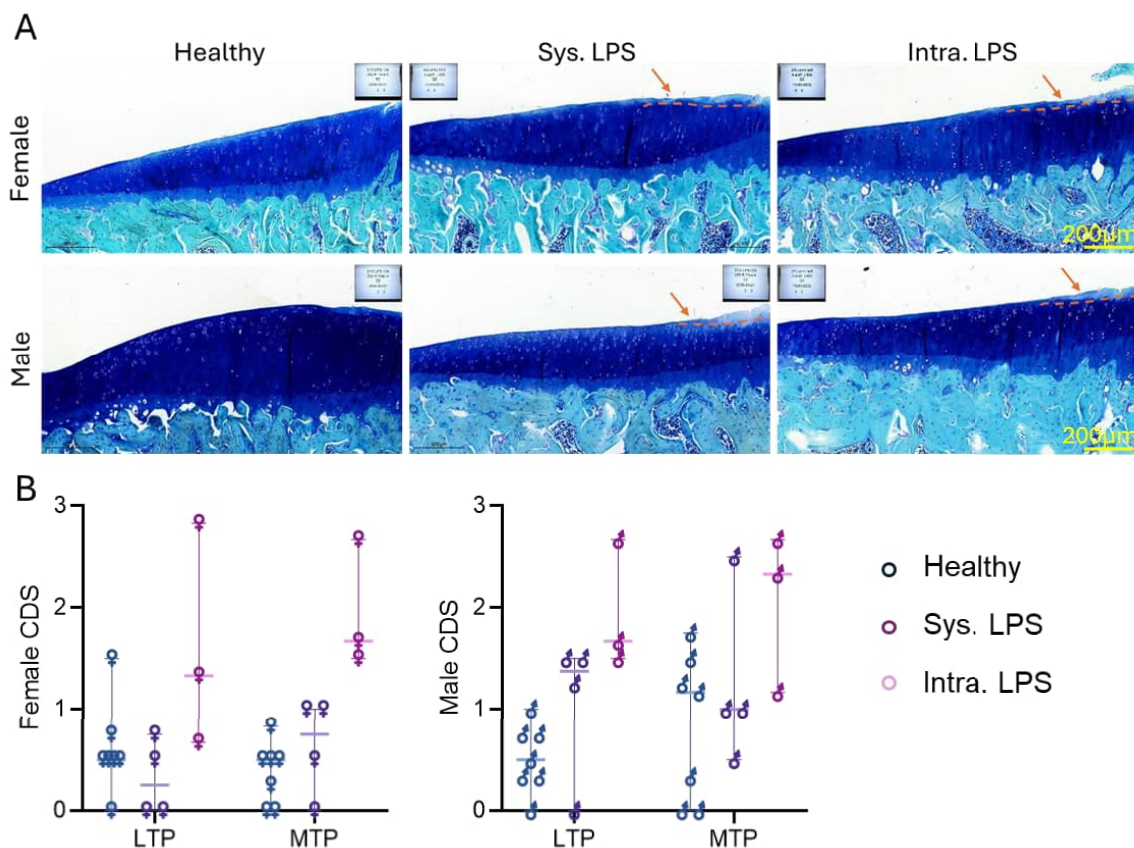 A
Healthy Sys. LPS Intra. LPS
Female
200μm
Male
200μm
B
Female CDS
3
2
1
0
LTP MTP
Male CDS
3
2
1
0
LTP MTP
Healthy
Sys. LPS
Intra. LPS